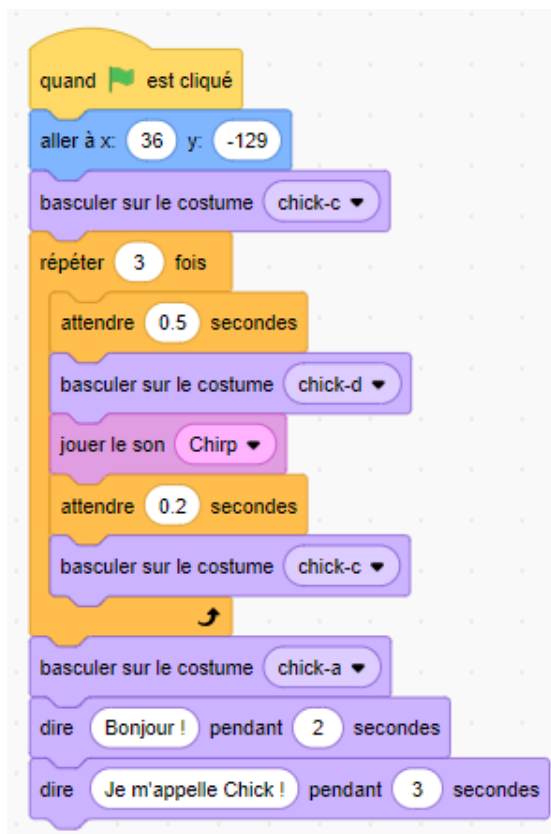 quand est cliqué
aller à x: 36 y: -129
basculer sur le costume chick-c
répéter 3 fois
attendre 0.5 secondes
basculer sur le costume chick-d
jouer le son Chirp
attendre 0.2 secondes
basculer sur le costume chick-c
basculer sur le costume chick-a
dire Bonjour ! pendant 2 secondes
dire Je m'appelle Chick ! pendant 3 secondes